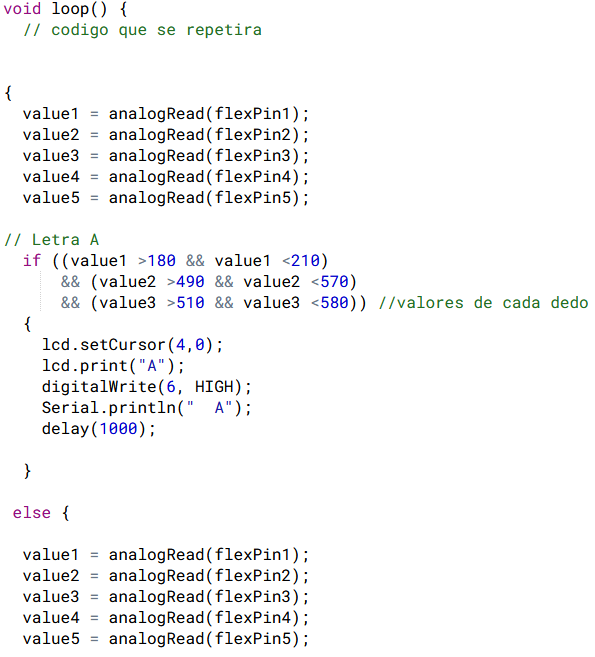 void loop() {
  // codigo que se repetira
{
  value1 = analogRead(flexPin1);
  value2 = analogRead(flexPin2);
  value3 = analogRead(flexPin3);
  value4 = analogRead(flexPin4);
  value5 = analogRead(flexPin5);
// Letra A
  if ((value1 >180 && value1 <210)
      && (value2 >490 && value2 <570)
      && (value3 >510 && value3 <580)) //valores de cada dedo
  {
    lcd.setCursor(4,0);
    lcd.print("A");
    digitalWrite(6, HIGH);
    Serial.println("  A");
    delay(1000);
  }
 else {
  value1 = analogRead(flexPin1);
  value2 = analogRead(flexPin2);
  value3 = analogRead(flexPin3);
  value4 = analogRead(flexPin4);
  value5 = analogRead(flexPin5);